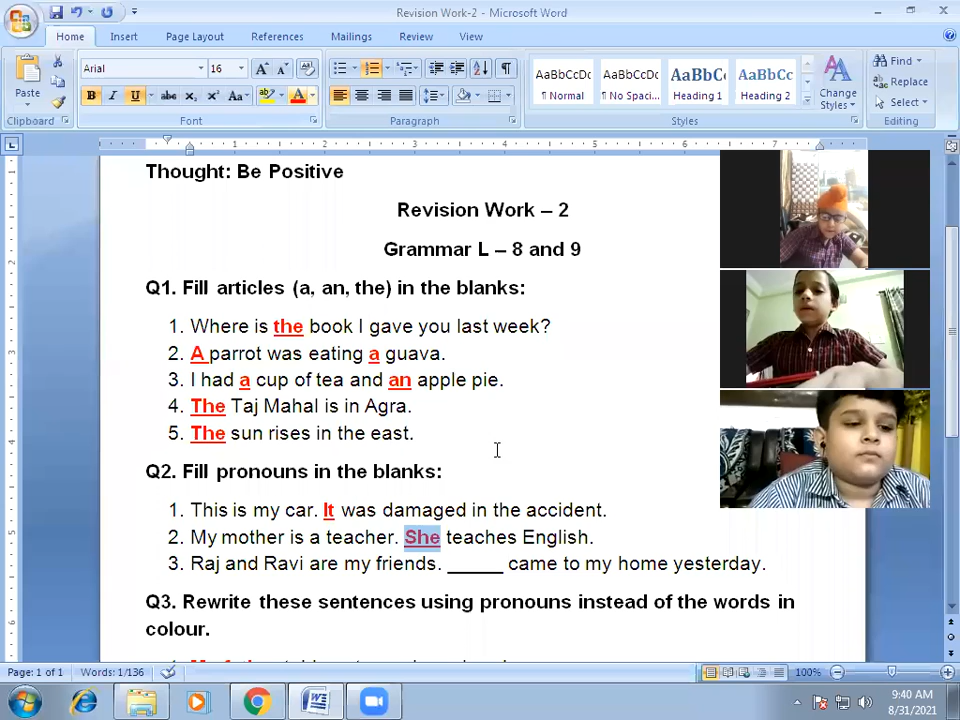 Revision Work-2 - Microsoft Word
Home Insert Page Layout References Mailings Review View
Paste
Clipboard
Arial 16
B I U abc X₂ X² Aa
Font
Paragraph
AaBbCcDc AaBbCcDc AaBbC AaBbCc
¶ Normal ¶ No Spaci... Heading 1 Heading 2
Change Styles
Styles
Find
Replace
Select
Editing
Thought: Be Positive
Revision Work – 2
Grammar L – 8 and 9
Q1. Fill articles (a, an, the) in the blanks:
1. Where is the book I gave you last week?
2. A parrot was eating a guava.
3. I had a cup of tea and an apple pie.
4. The Taj Mahal is in Agra.
5. The sun rises in the east.
Q2. Fill pronouns in the blanks:
1. This is my car. It was damaged in the accident.
2. My mother is a teacher. She teaches English.
3. Raj and Ravi are my friends. _____ came to my home yesterday.
Q3. Rewrite these sentences using pronouns instead of the words in
colour.
Page: 1 of 1 Words: 1/136 100%
9:40 AM
8/31/2021